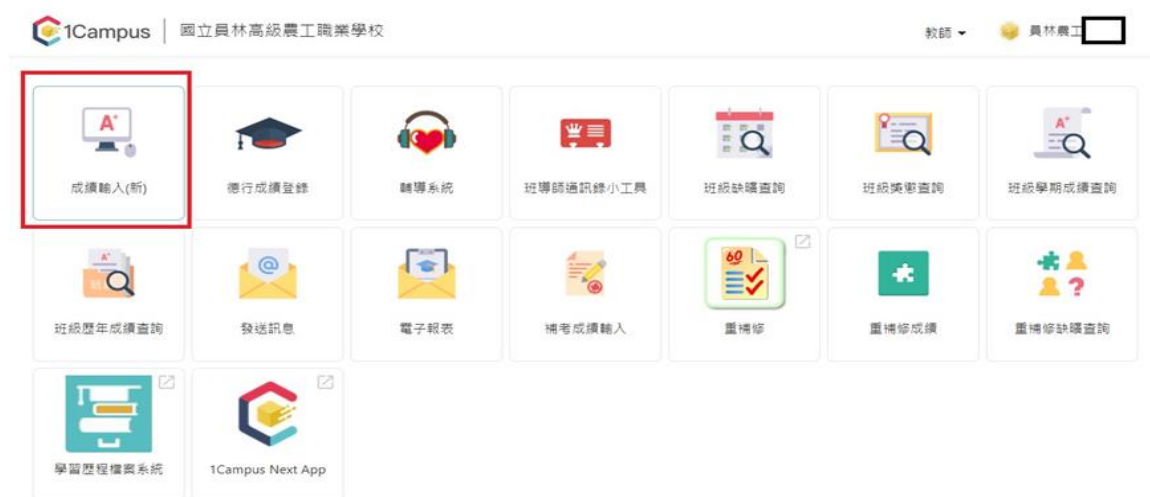 1Campus | 國立員林高級農工職業學校
教師 員林農工
成績輸入(新) 德行成績登錄 輔導系統 班導師通訊錄小工具 班級缺曠查詢 班級獎懲查詢 班級學期成績查詢
班級歷年成績查詢 發送訊息 電子報表 補考成績輸入 重補修 重補修成績 重補修缺曠查詢
學習歷程檔案系統 1Campus Next App